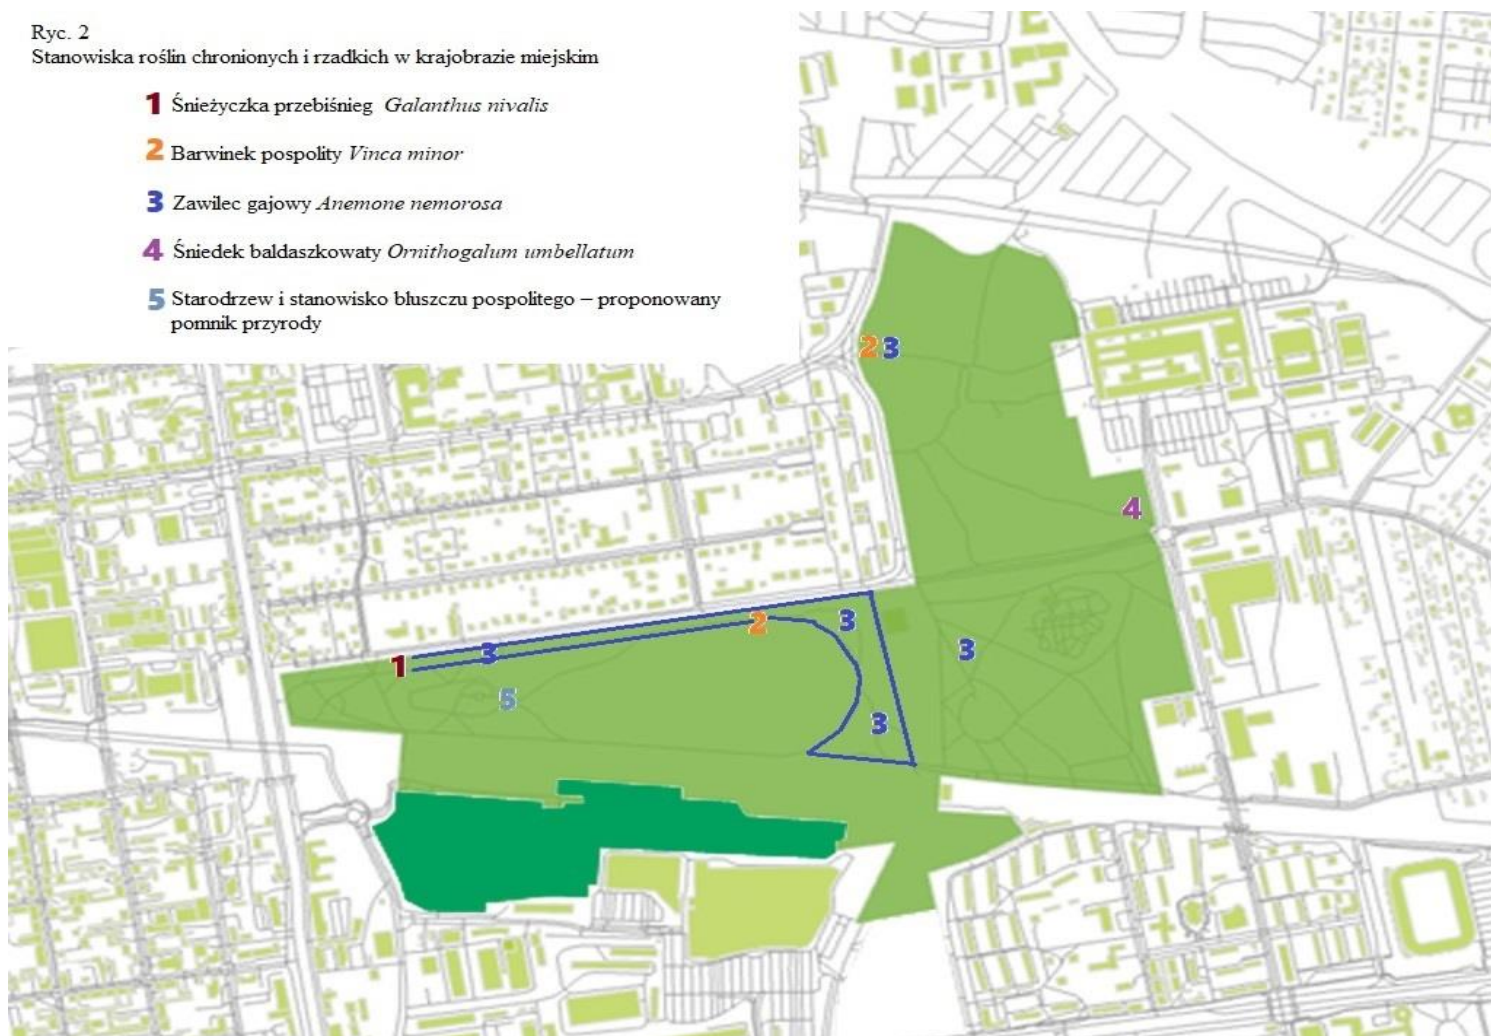 Ryc. 2
Stanowiska roślin chronionych i rzadkich w krajobrazie miejskim
1 Śnieżyczka przebiśnieg Galanthus nivalis
2 Barwinek pospolity Vinca minor
3 Zawilec gajowy Anemone nemorosa
4 Śniedek baldaszkowaty Ornithogalum umbellatum
5 Starodrzew i stanowisko bluszczu pospolitego – proponowany
pomnik przyrody
2 3
4
2
3
3
3
1
5
3